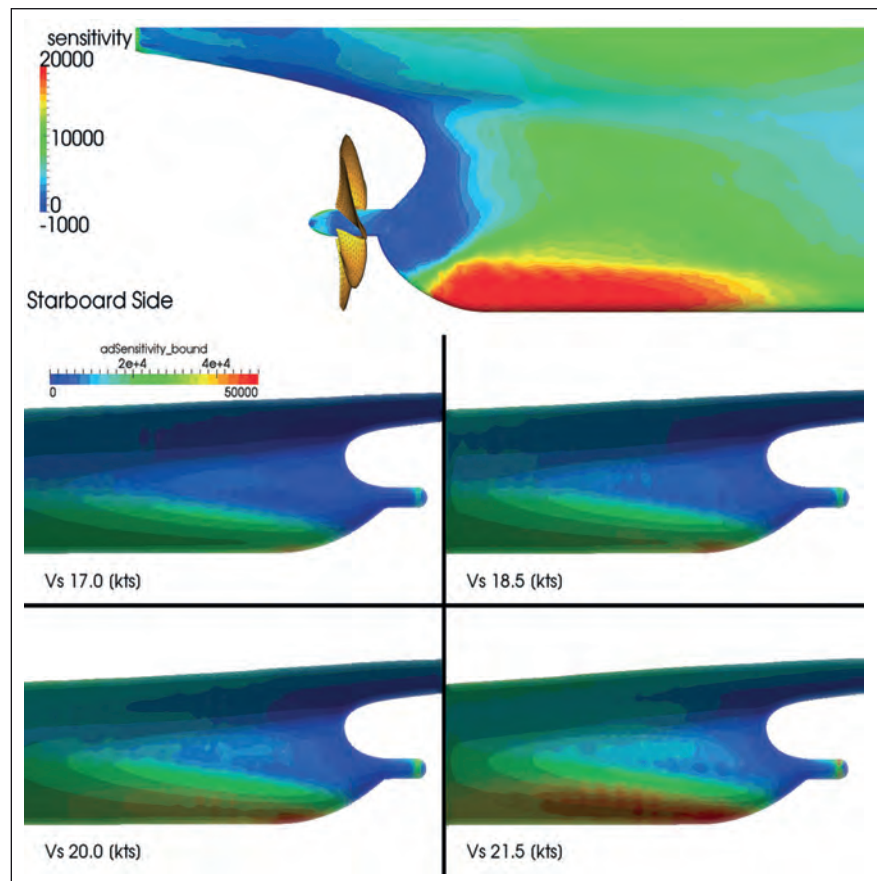 sensitivity
20000
10000
0
-1000
Starboard Side
adSensitivity_bound
2e+4 4e+4
0 50000
Vs 17.0 (kts)
Vs 18.5 (kts)
Vs 20.0 (kts)
Vs 21.5 (kts)